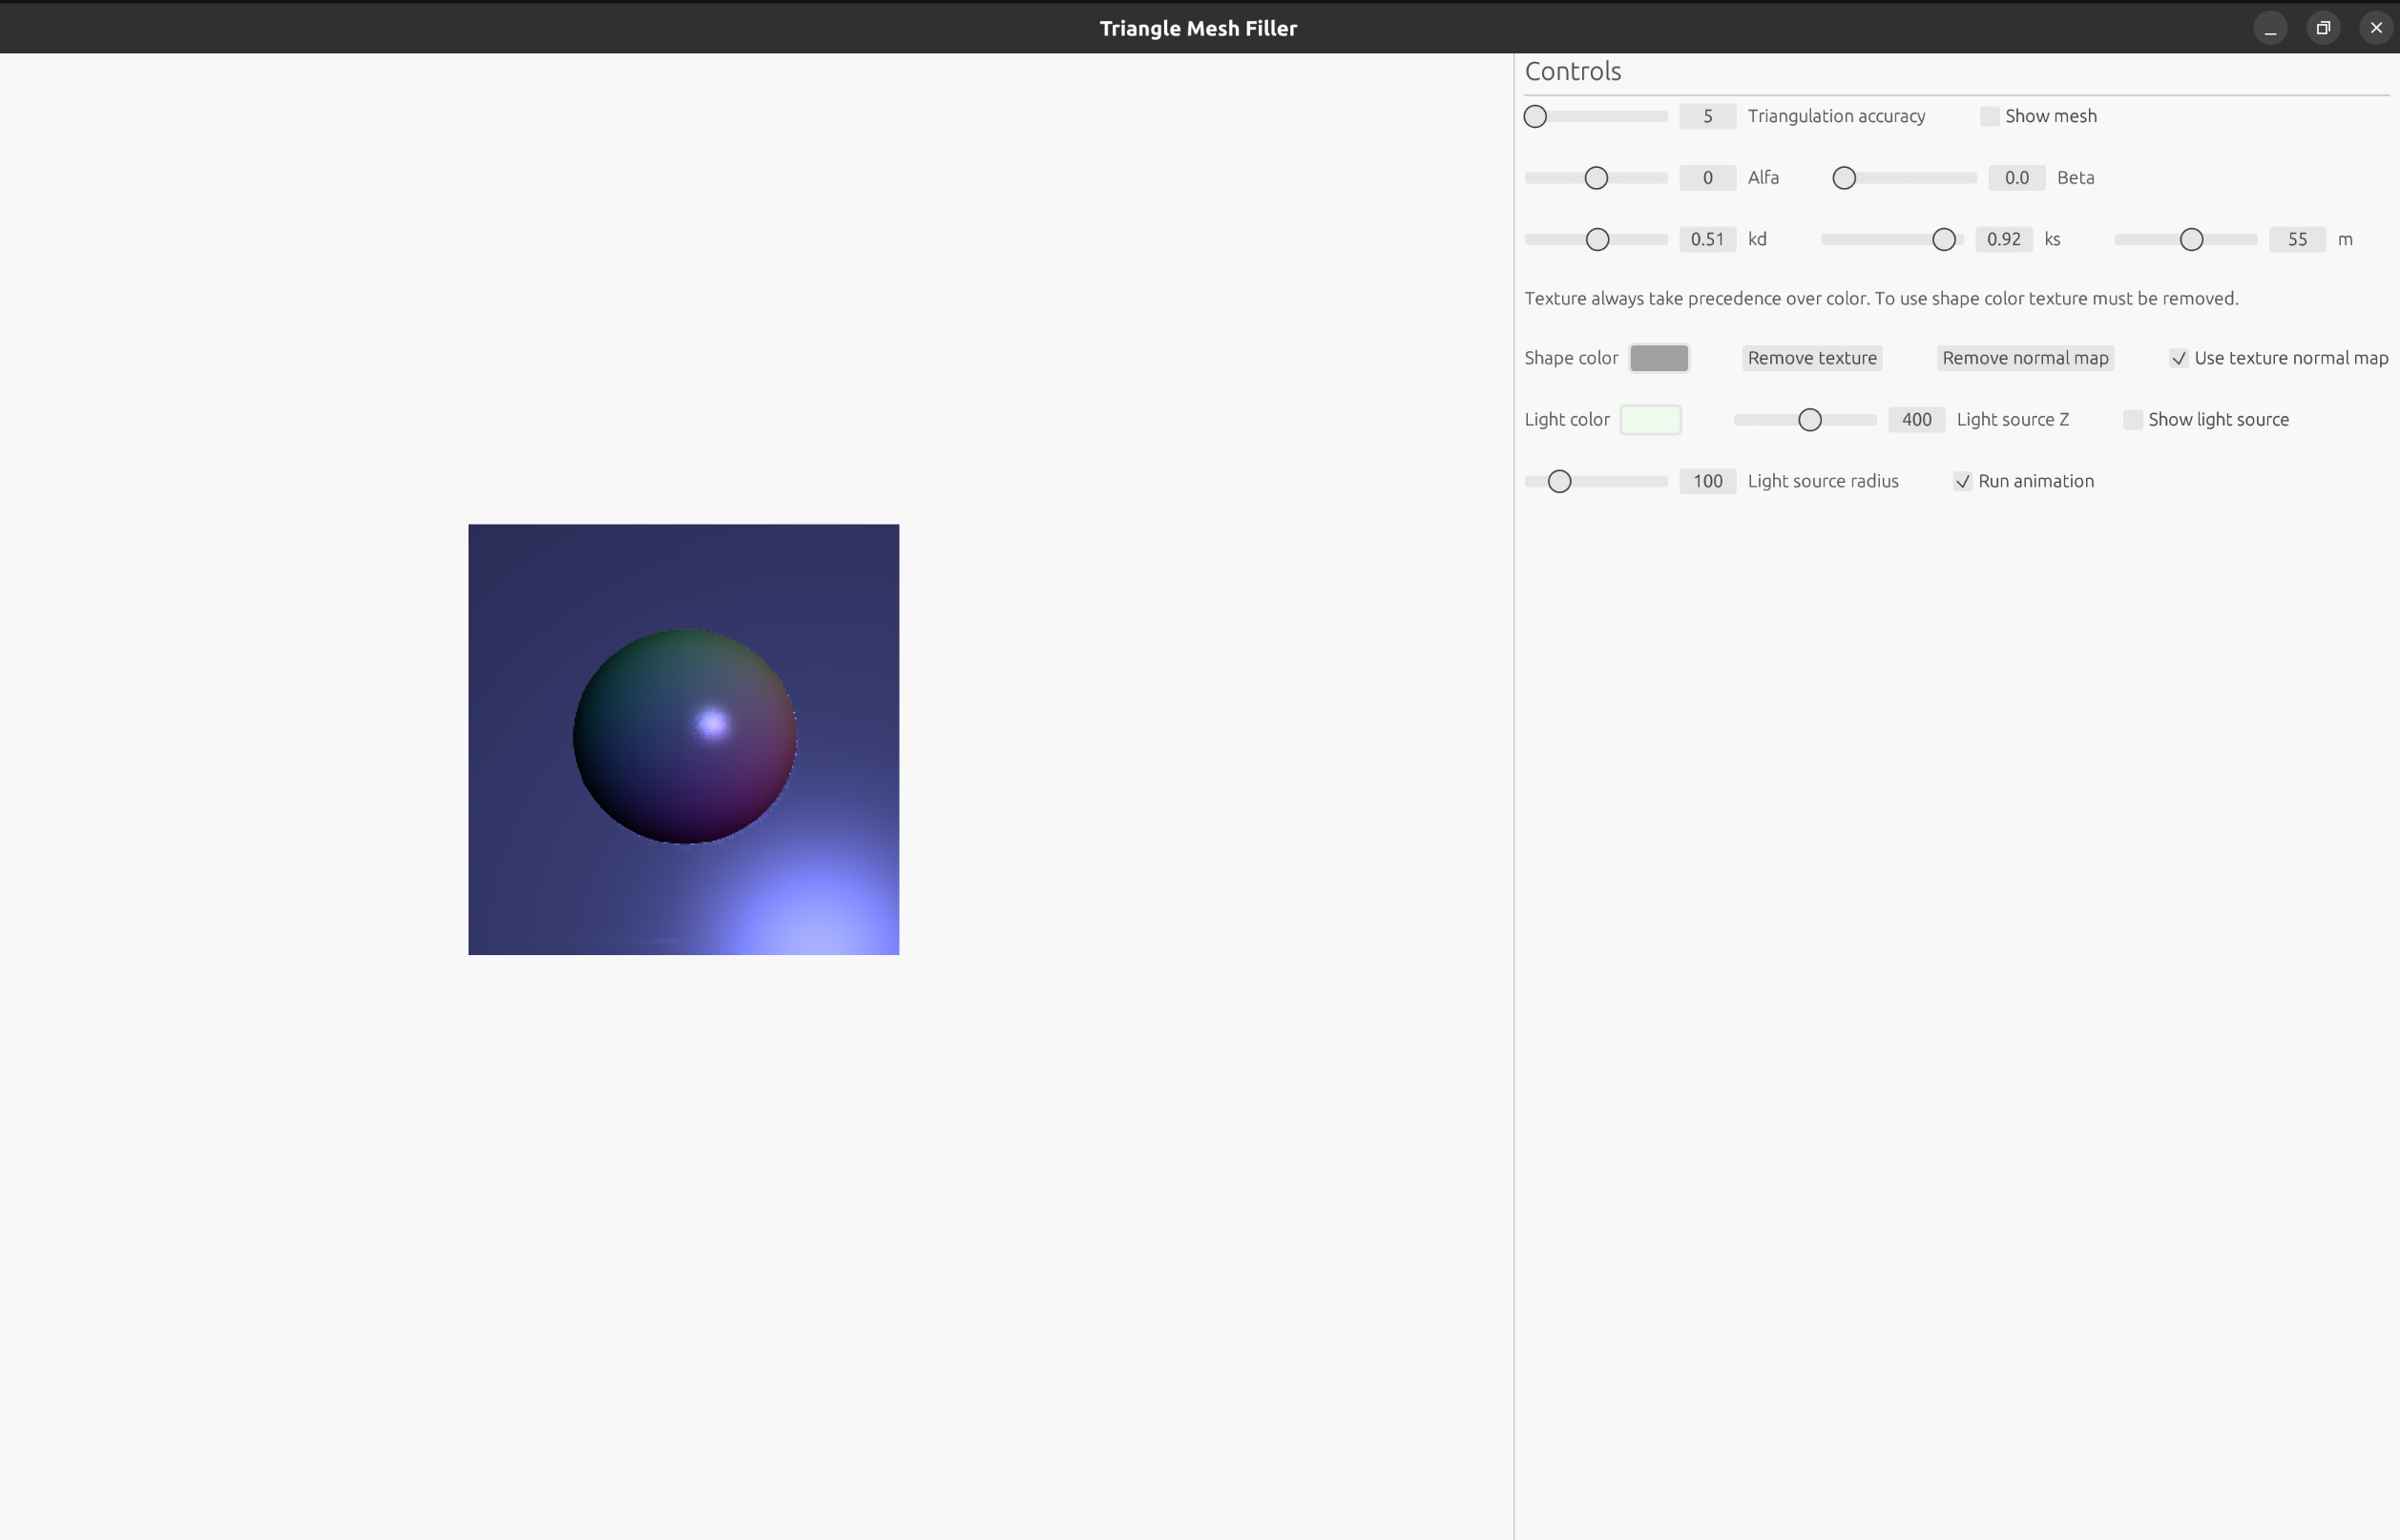 Triangle Mesh Filler
Controls
5 Triangulation accuracy Show mesh
0 Alfa 0.0 Beta
0.51 kd 0.92 ks 55 m
Texture always take precedence over color. To use shape color texture must be removed.
Shape color Remove texture Remove normal map Use texture normal map
Light color 400 Light source Z Show light source
100 Light source radius Run animation